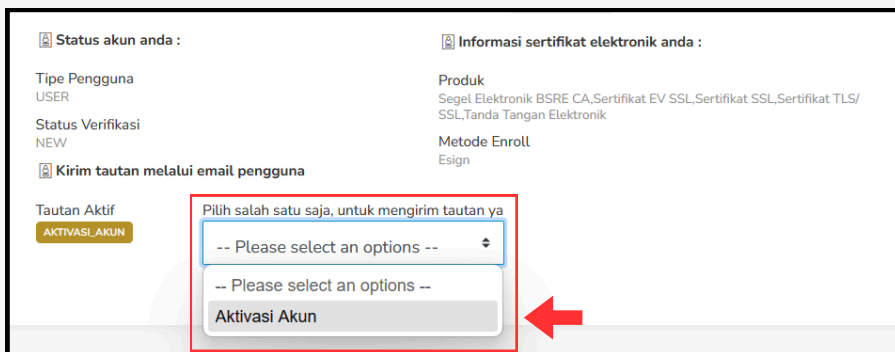 Status akun anda :
Tipe Pengguna
USER
Status Verifikasi
NEW
Kirim tautan melalui email pengguna
Tautan Aktif
AKTIVASI_AKUN
Pilih salah satu saja, untuk mengirim tautan ya
-- Please select an options --
-- Please select an options --
Aktivasi Akun
Informasi sertifikat elektronik anda :
Produk
Segel Elektronik BSRE CA,Sertifikat EV SSL,Sertifikat SSL,Sertifikat TLS/
SSL,Tanda Tangan Elektronik
Metode Enroll
Esign